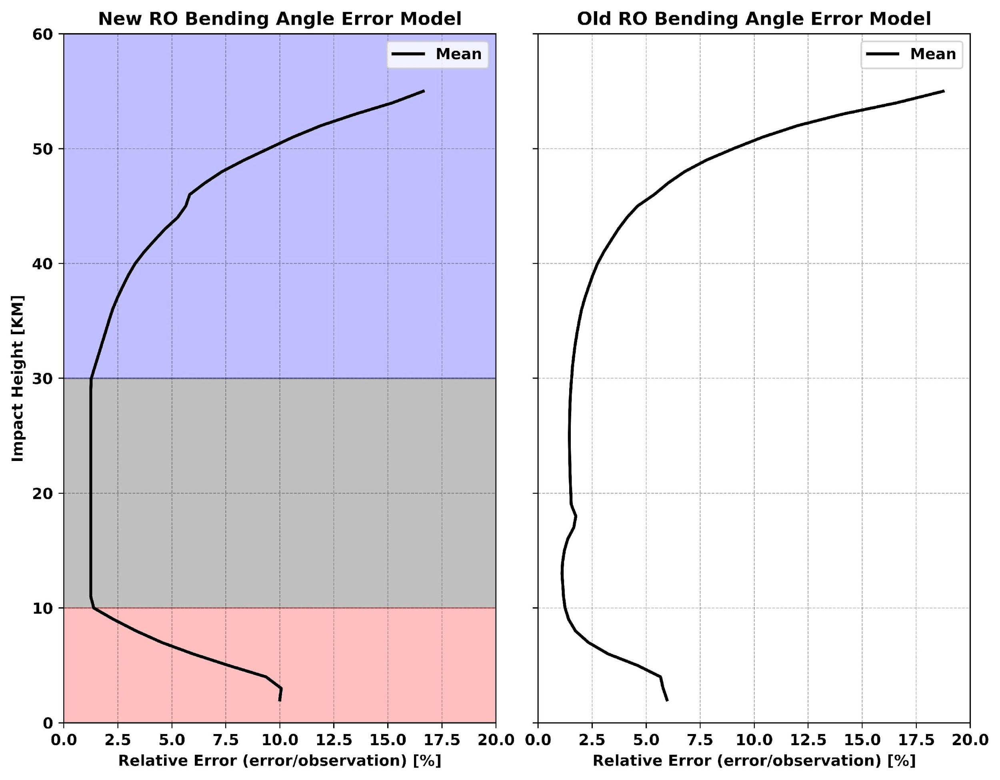 New RO Bending Angle Error Model
Old RO Bending Angle Error Model
Mean
Mean
Impact Height [KM]
60
50
40
30
20
10
0
0.0 2.5 5.0 7.5 10.0 12.5 15.0 17.5 20.0
0.0 2.5 5.0 7.5 10.0 12.5 15.0 17.5 20.0
Relative Error (error/observation) [%]
Relative Error (error/observation) [%]